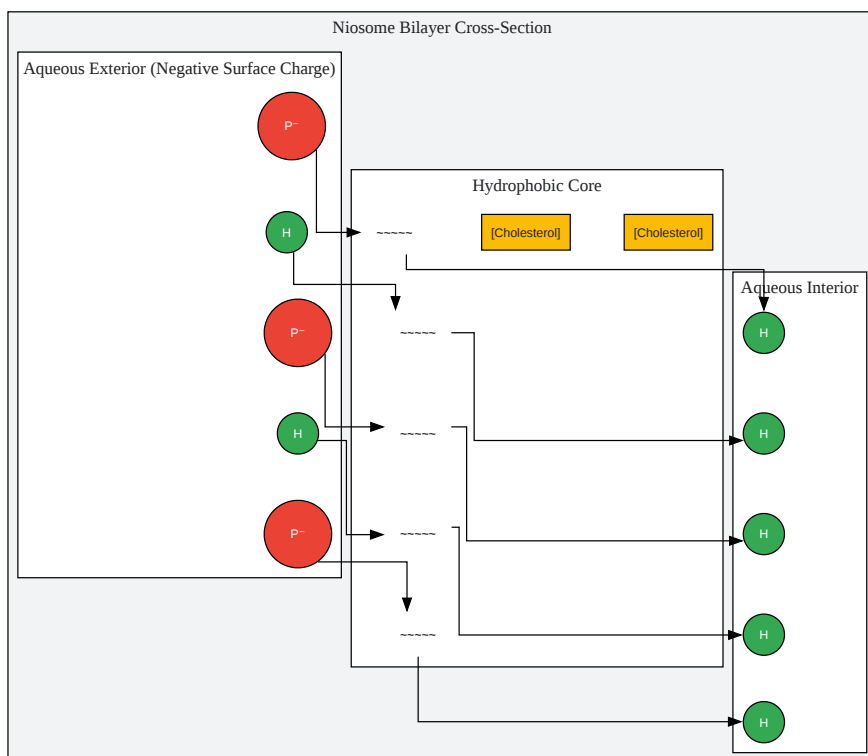 Niosome Bilayer Cross-Section
Aqueous Exterior (Negative Surface Charge)
P⁻
Hydrophobic Core
H
~~~~~
[Cholesterol]
[Cholesterol]
Aqueous Interior
P⁻
~~~~~
H
H
~~~~~
H
P⁻
~~~~~
H
~~~~~
H
H